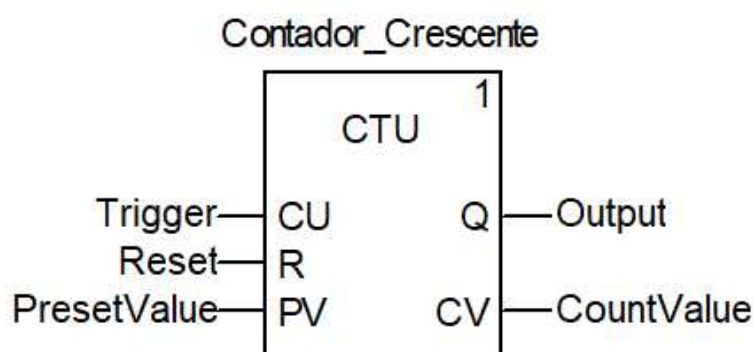 Contador_Crescente
1
CTU
Trigger CU Q Output
Reset R
PresetValue PV CV CountValue